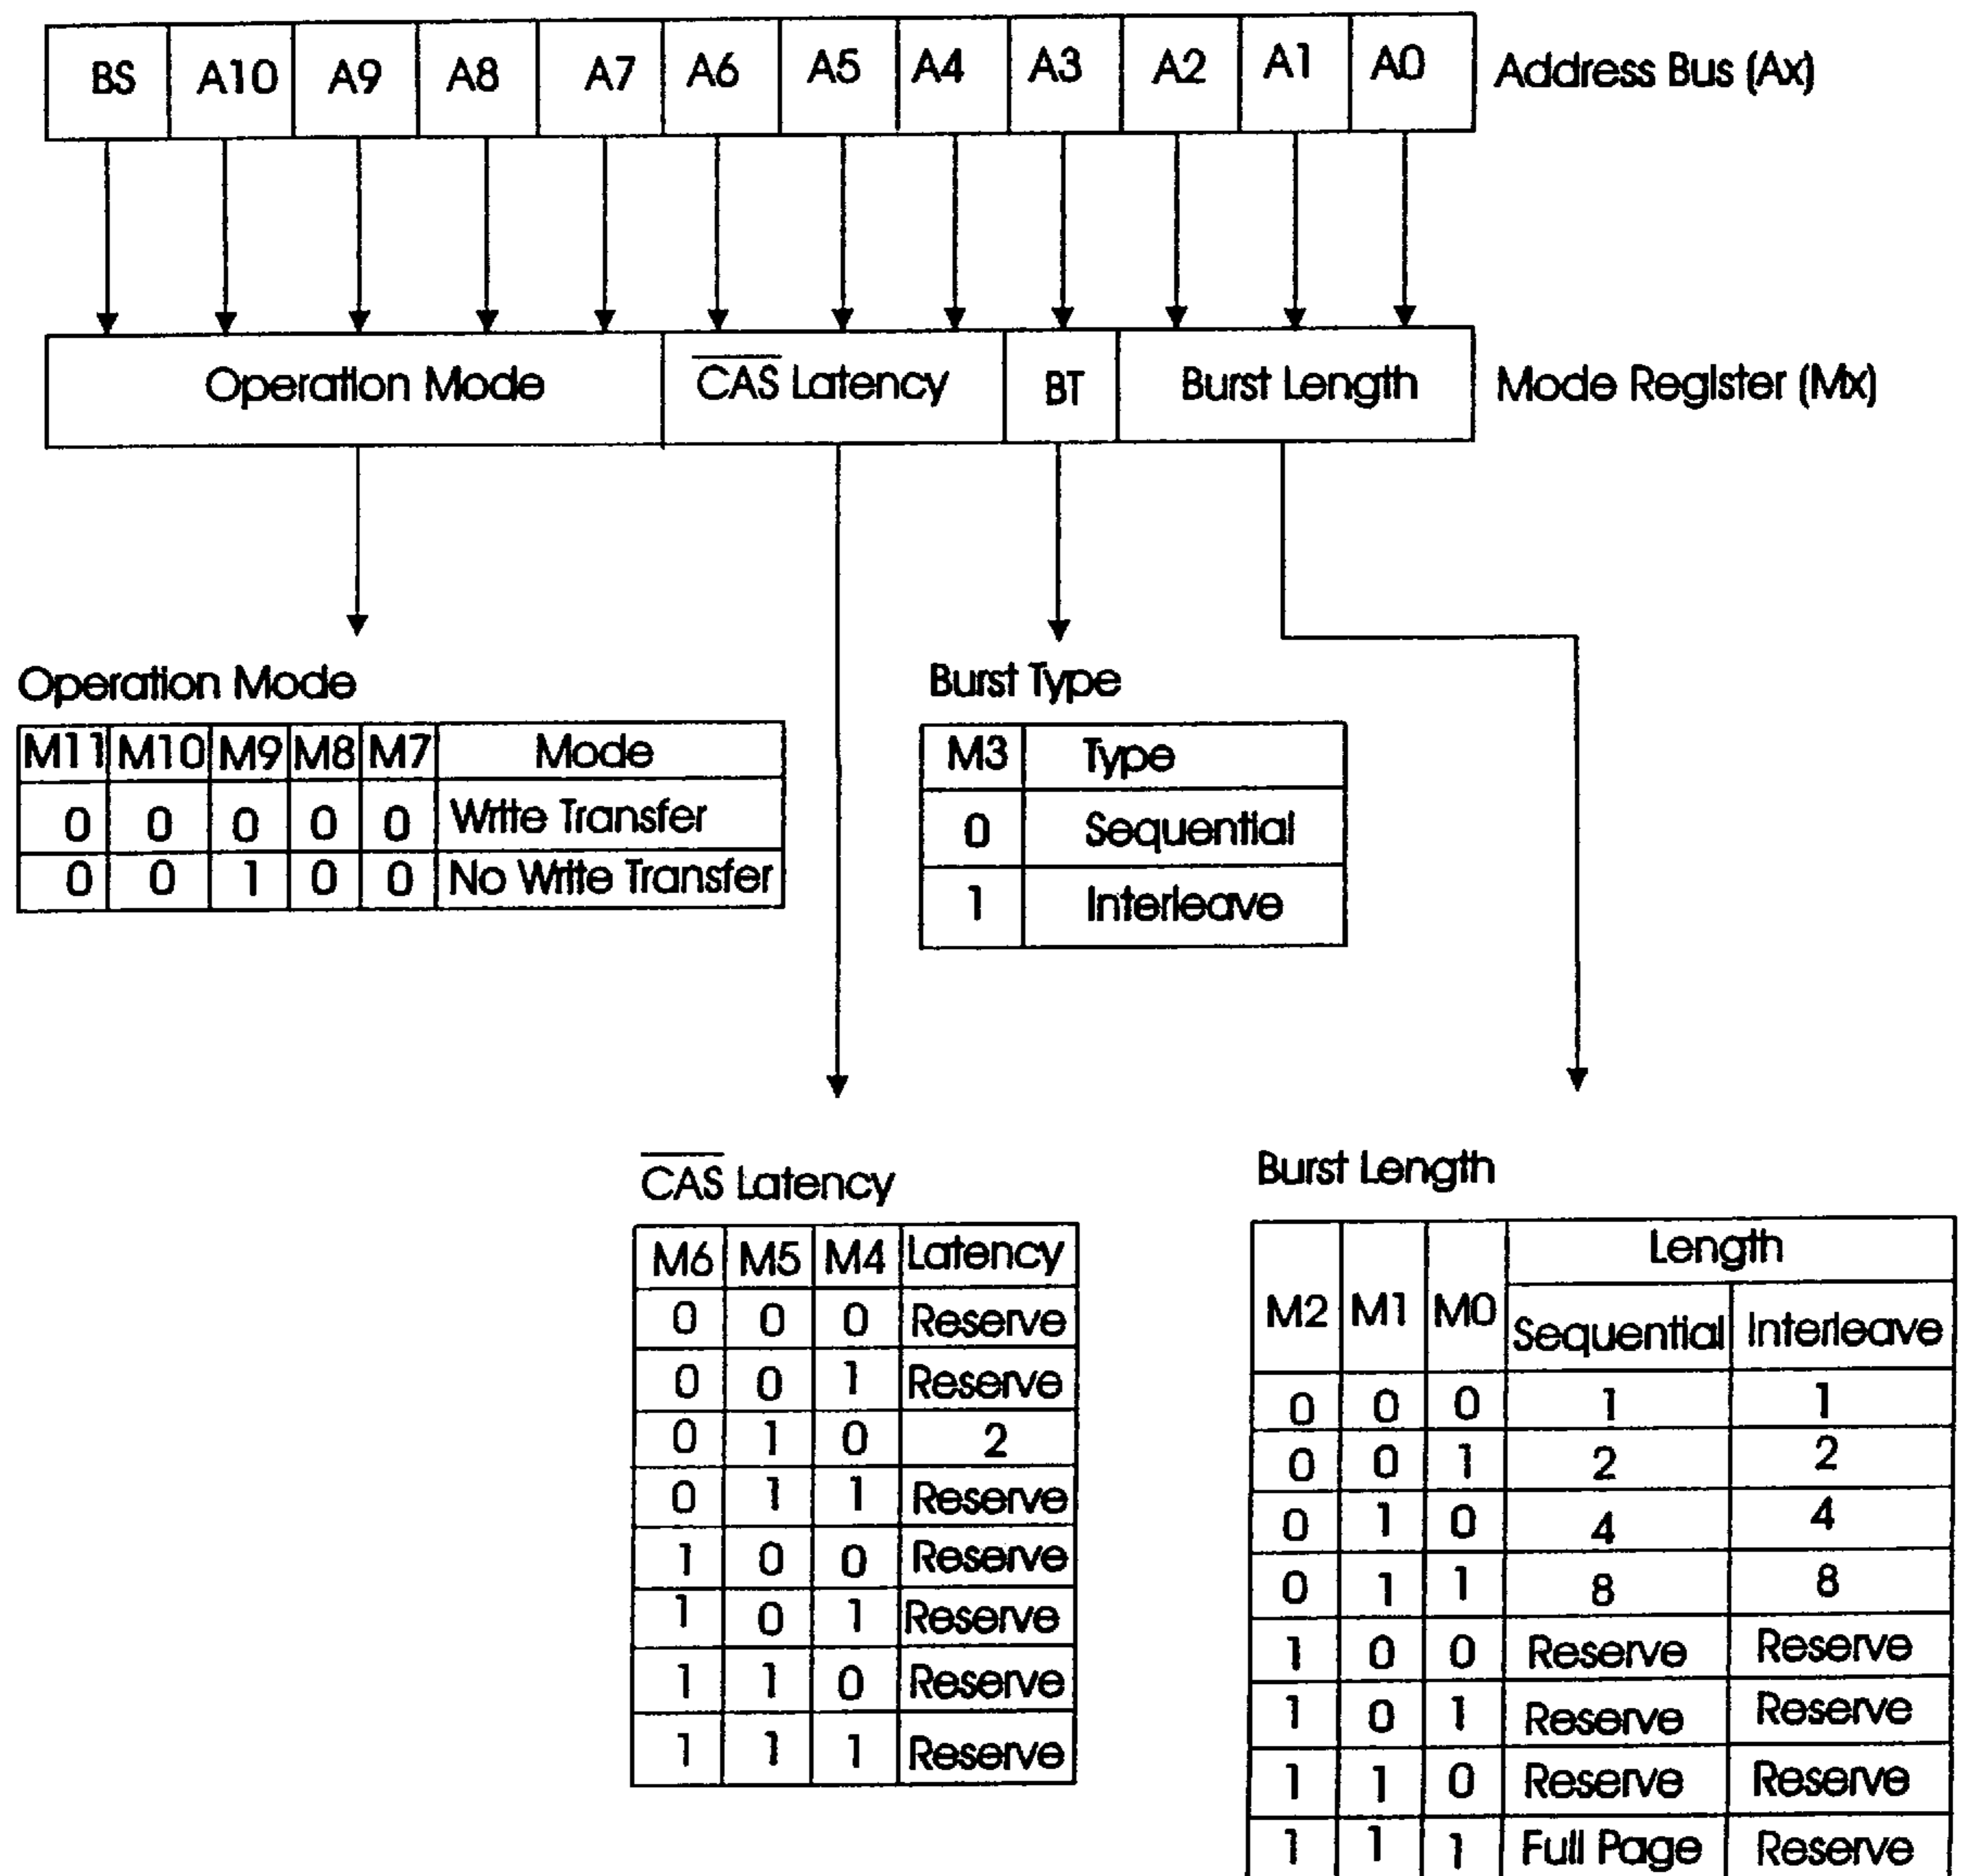 BS A10 A9 A8 A7 A6 A5 A4 A3 A2 A1 A0 Address Bus (Ax)
Operation Mode CAS Latency BT Burst Length Mode Register (Mx)
Operation Mode
M11 M10 M9 M8 M7 Mode
0 0 0 0 0 Write Transfer
0 0 1 0 0 No Write Transfer
Burst Type
M3 Type
0 Sequential
1 Interleave
CAS Latency
M6 M5 M4 Latency
0 0 0 Reserve
0 0 1 Reserve
0 1 0 2
0 1 1 Reserve
1 0 0 Reserve
1 0 1 Reserve
1 1 0 Reserve
1 1 1 Reserve
Burst Length
Length
M2 M1 M0 Sequential Interleave
0 0 0 1 1
0 0 1 2 2
0 1 0 4 4
0 1 1 8 8
1 0 0 Reserve Reserve
1 0 1 Reserve Reserve
1 1 0 Reserve Reserve
1 1 1 Full Page Reserve